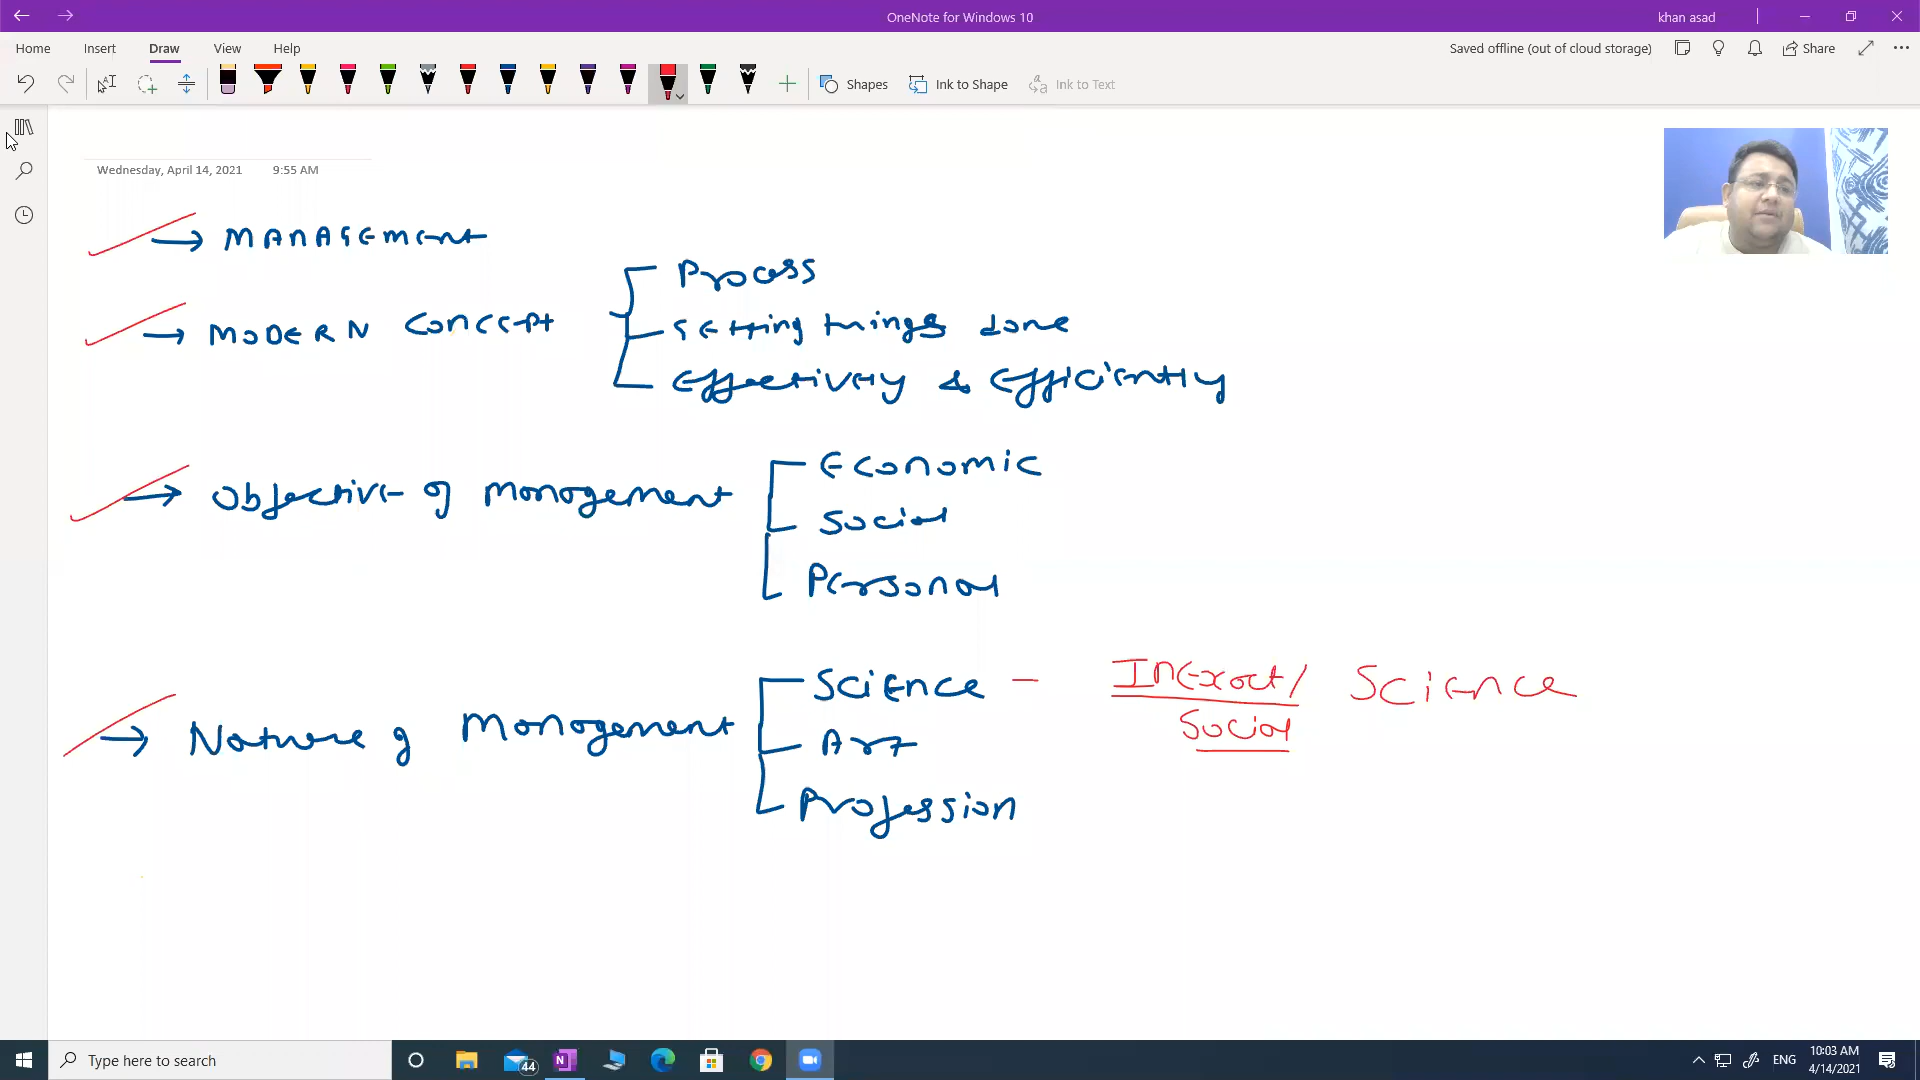 OneNote for Windows 10
khan asad
Home Insert Draw View Help
Saved offline (out of cloud storage)
Share
Shapes
Ink to Shape
Ink to Text
Wednesday, April 14, 2021 9:55 AM
→ MANAGEMENT
→ MODERN CONCEPT
Process
Getting things done
Effectively & Efficiently
→ Objective of Management
Economic
Social
Personal
→ Nature of Management
Science — Inexact/ Science
Social
Art
Profession
Type here to search
44
ENG
10:03 AM
4/14/2021